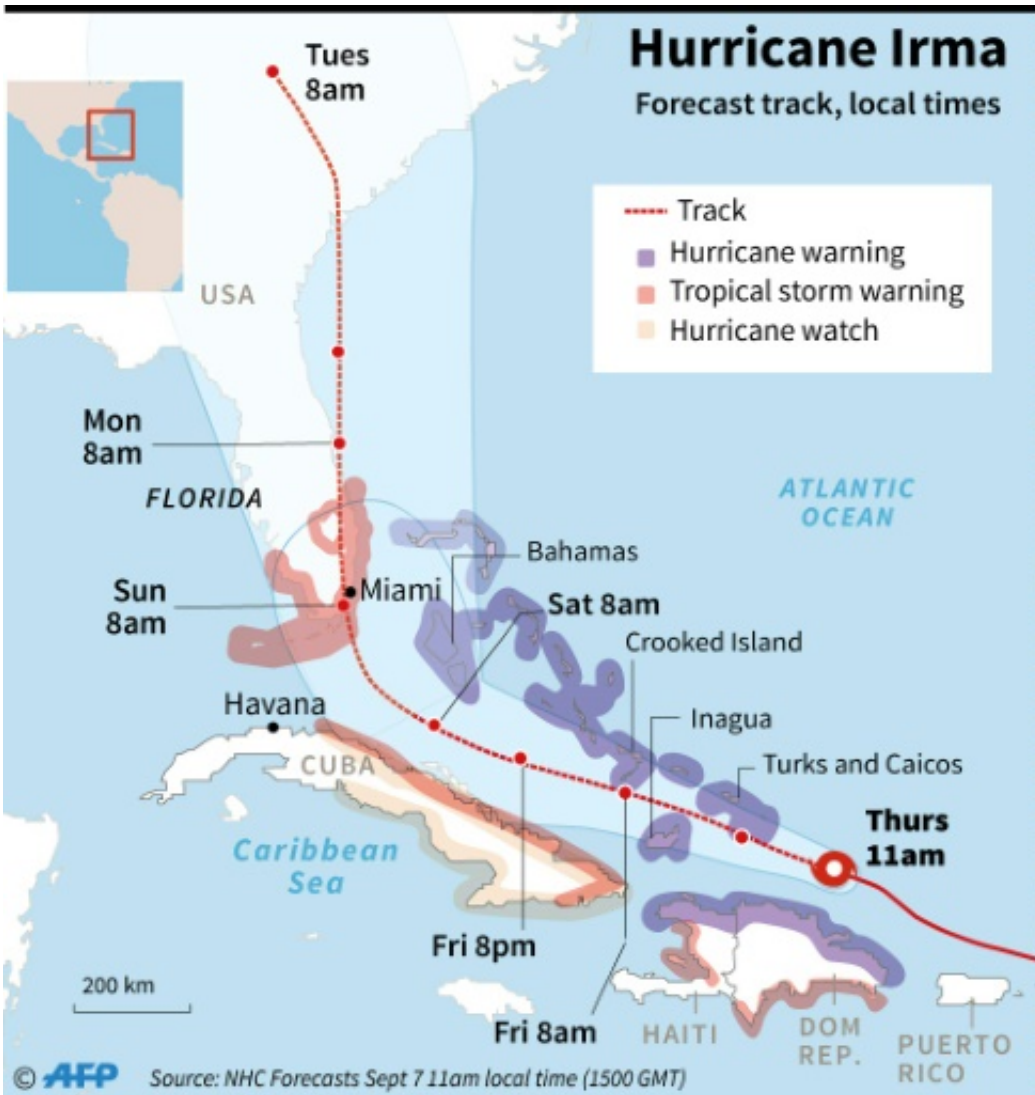 Hurricane Irma
Forecast track, local times
Tues
8am
Track
Hurricane warning
Tropical storm warning
Hurricane watch
USA
Mon
8am
FLORIDA
ATLANTIC
OCEAN
Bahamas
Sun
8am
Miami
Sat 8am
Crooked Island
Havana
Inagua
CUBA
Turks and Caicos
Thurs
11am
Caribbean
Sea
Fri 8pm
200 km
Fri 8am
HAITI
DOM
REP.
PUERTO
RICO
© AFP
Source: NHC Forecasts Sept 7 11am local time (1500 GMT)